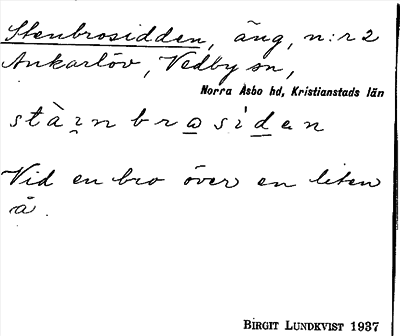 Stenbrosidden, äng, n:r 2
Ankarlöv, Vedby sn,
Norra Åsbo hd, Kristianstads län
Vid en bro över en liten
å.
BIRGIT LUNDKVIST 1937